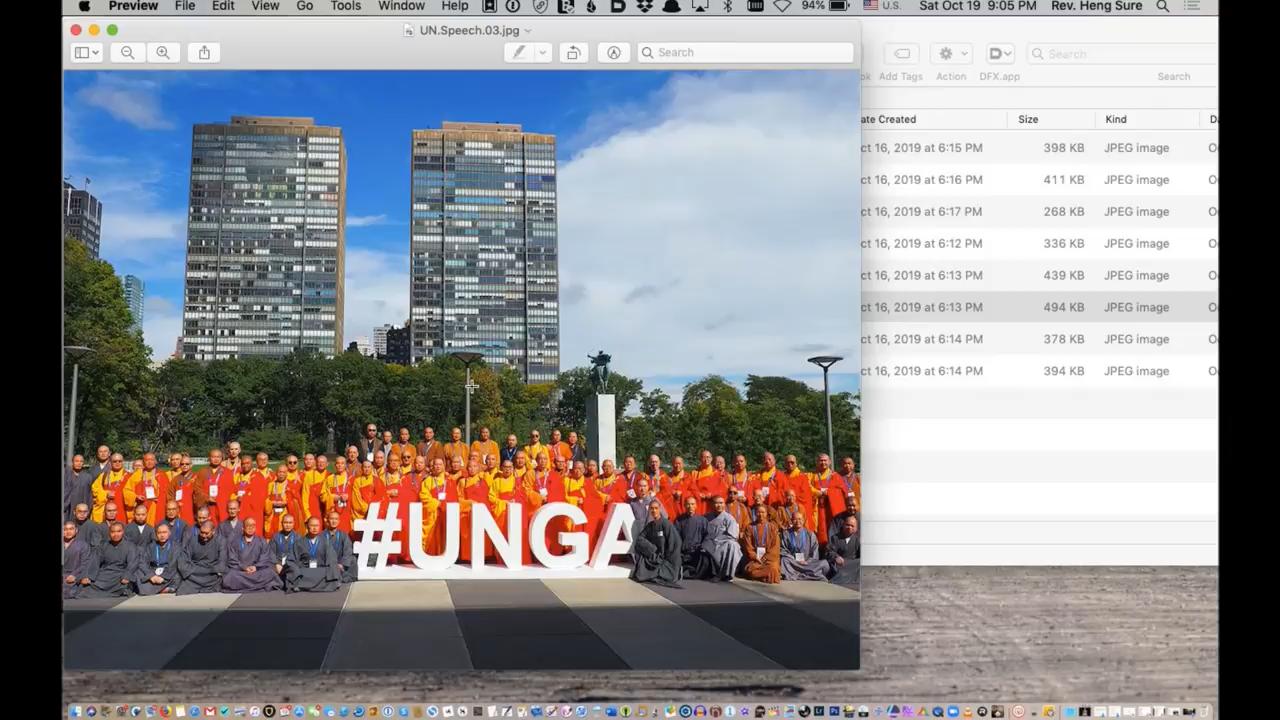 Preview File Edit View Go Tools Window Help 94% U.S. Sat Oct 19 9:05 PM Rev. Heng Sure
UN.Speech.03.jpg
Search
Search
Add Tags Action DFX.app Search
ate Created Size Kind
ct 16, 2019 at 6:15 PM 398 KB JPEG image
ct 16, 2019 at 6:16 PM 411 KB JPEG image
ct 16, 2019 at 6:17 PM 268 KB JPEG image
ct 16, 2019 at 6:12 PM 336 KB JPEG image
ct 16, 2019 at 6:13 PM 439 KB JPEG image
ct 16, 2019 at 6:13 PM 494 KB JPEG image
ct 16, 2019 at 6:14 PM 378 KB JPEG image
ct 16, 2019 at 6:14 PM 394 KB JPEG image
#UNGA